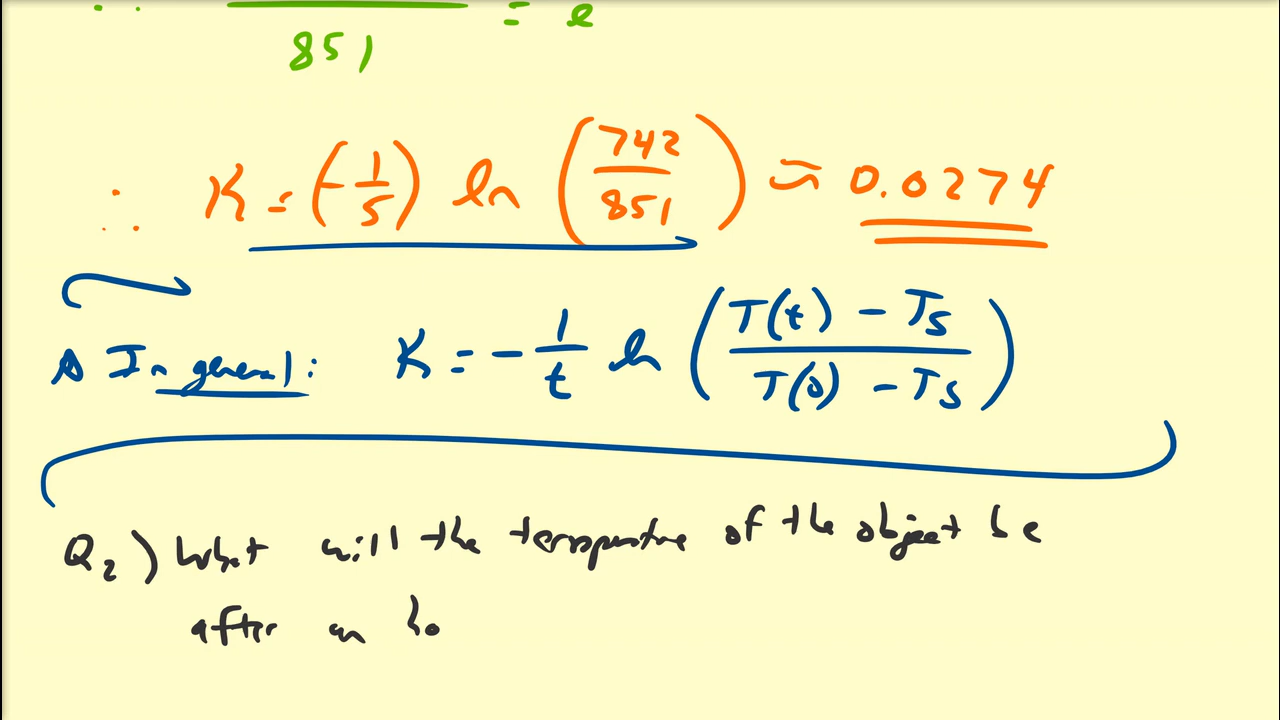 ∴ ⎯⎯ = e
851
∴ K = (-1/5) ln (742/851) ≈ 0.0274
In general: K = -1/t ln (T(t) - Ts / T(0) - Ts)
Q2) What will the temperature of the object be
after an ho